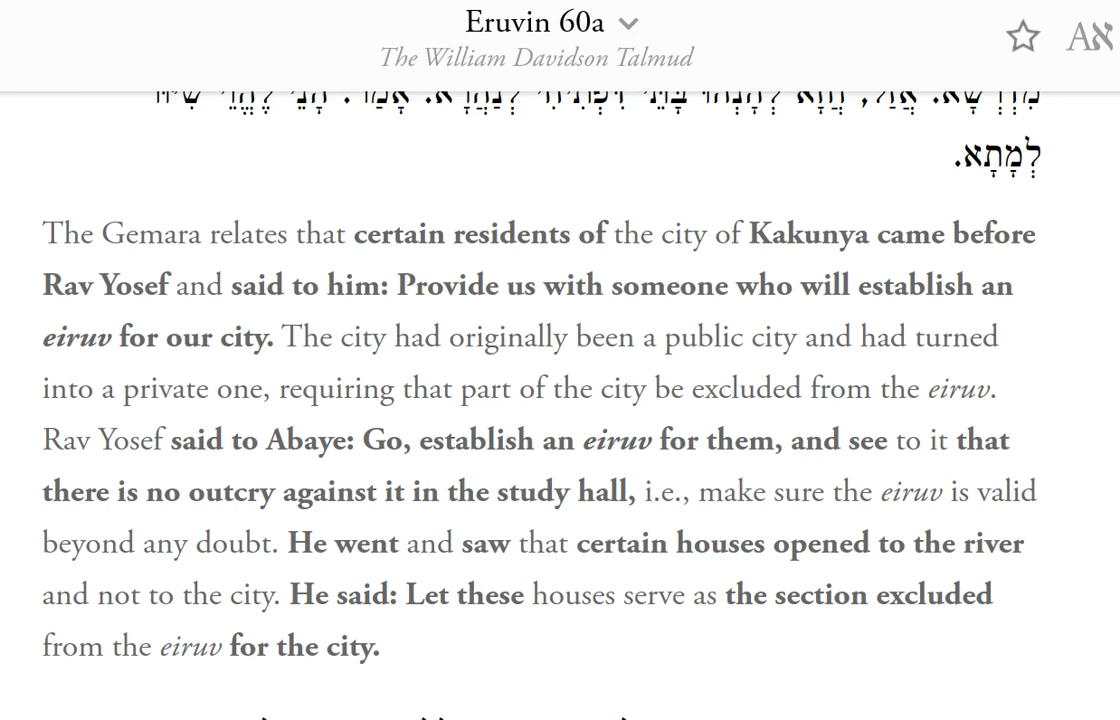 Eruvin 60a
The William Davidson Talmud
Aא
לְמָתָא.
The Gemara relates that certain residents of the city of Kakunya came before
Rav Yosef and said to him: Provide us with someone who will establish an
eiruv for our city. The city had originally been a public city and had turned
into a private one, requiring that part of the city be excluded from the eiruv.
Rav Yosef said to Abaye: Go, establish an eiruv for them, and see to it that
there is no outcry against it in the study hall, i.e., make sure the eiruv is valid
beyond any doubt. He went and saw that certain houses opened to the river
and not to the city. He said: Let these houses serve as the section excluded
from the eiruv for the city.